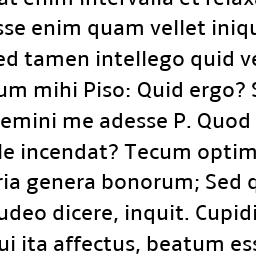 at enim intervalla et relaxa
sse enim quam vellet iniqu
ed tamen intellego quid ve
um mihi Piso: Quid ergo? S
emini me adesse P. Quod
le incendat? Tecum optim
ria genera bonorum; Sed q
udeo dicere, inquit. Cupidi
ui ita affectus, beatum ess